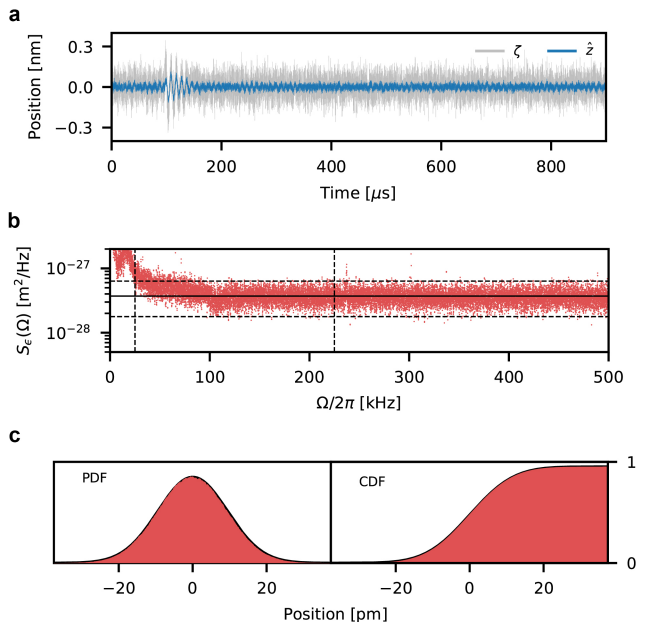 a
Position [nm]
0.3
0.0
−0.3
ζ
ẑ
0
200
400
600
800
Time [μs]
b
Sϵ(Ω) [m²/Hz]
10⁻²⁷
10⁻²⁸
0
100
200
300
400
500
Ω/2π [kHz]
c
PDF
CDF
1
0
−20
0
20
−20
0
20
Position [pm]